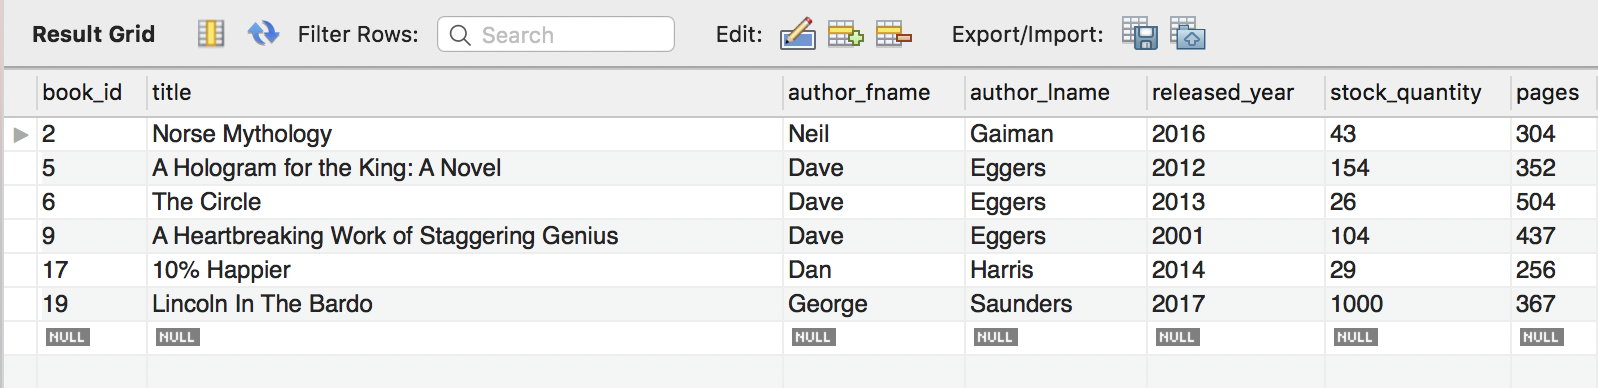 Result Grid Filter Rows: Search Edit: Export/Import:
book_id title author_fname author_lname released_year stock_quantity pages
2 Norse Mythology Neil Gaiman 2016 43 304
5 A Hologram for the King: A Novel Dave Eggers 2012 154 352
6 The Circle Dave Eggers 2013 26 504
9 A Heartbreaking Work of Staggering Genius Dave Eggers 2001 104 437
17 10% Happier Dan Harris 2014 29 256
19 Lincoln In The Bardo George Saunders 2017 1000 367
NULL NULL NULL NULL NULL NULL NULL